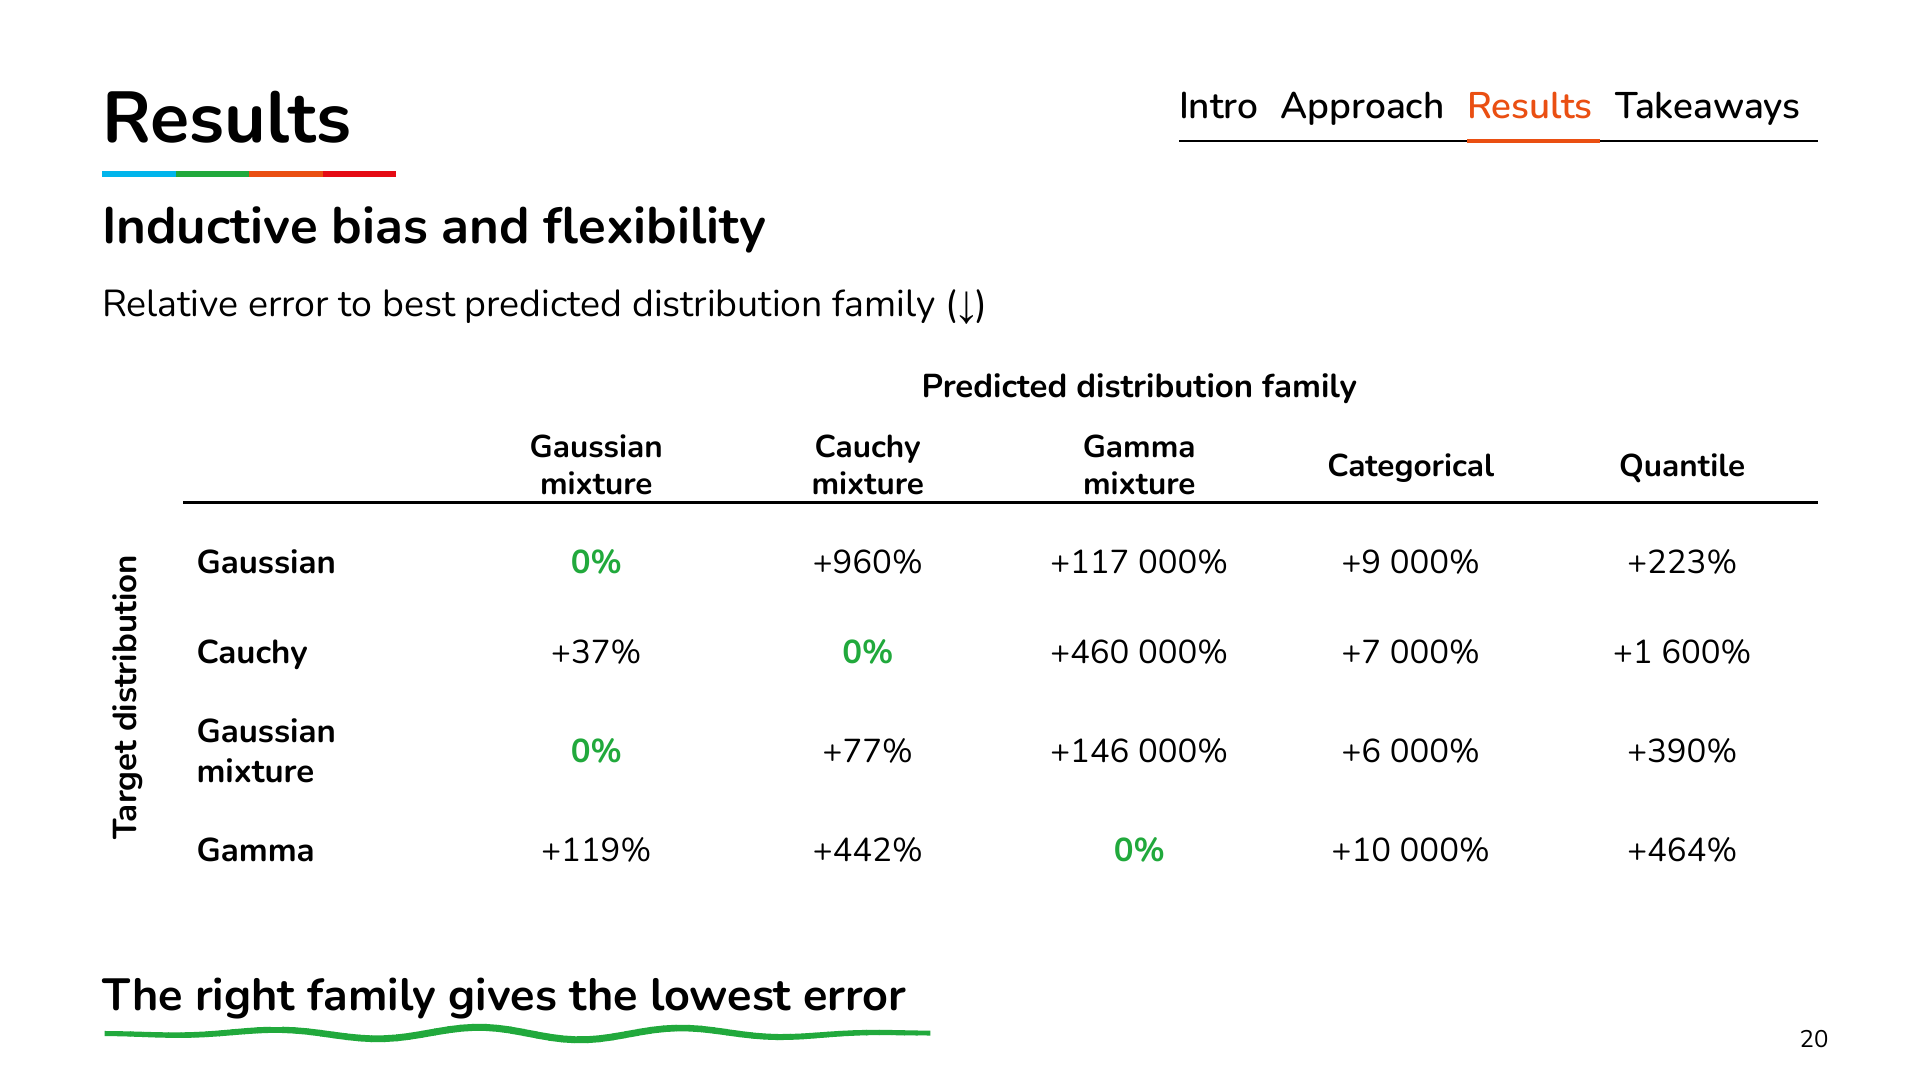 Results
Intro Approach Results Takeaways
Inductive bias and flexibility
Relative error to best predicted distribution family (↓)
Predicted distribution family
Gaussian mixture Cauchy mixture Gamma mixture Categorical Quantile
Target distribution
Gaussian 0% +960% +117 000% +9 000% +223%
Cauchy +37% 0% +460 000% +7 000% +1 600%
Gaussian mixture 0% +77% +146 000% +6 000% +390%
Gamma +119% +442% 0% +10 000% +464%
The right family gives the lowest error
20